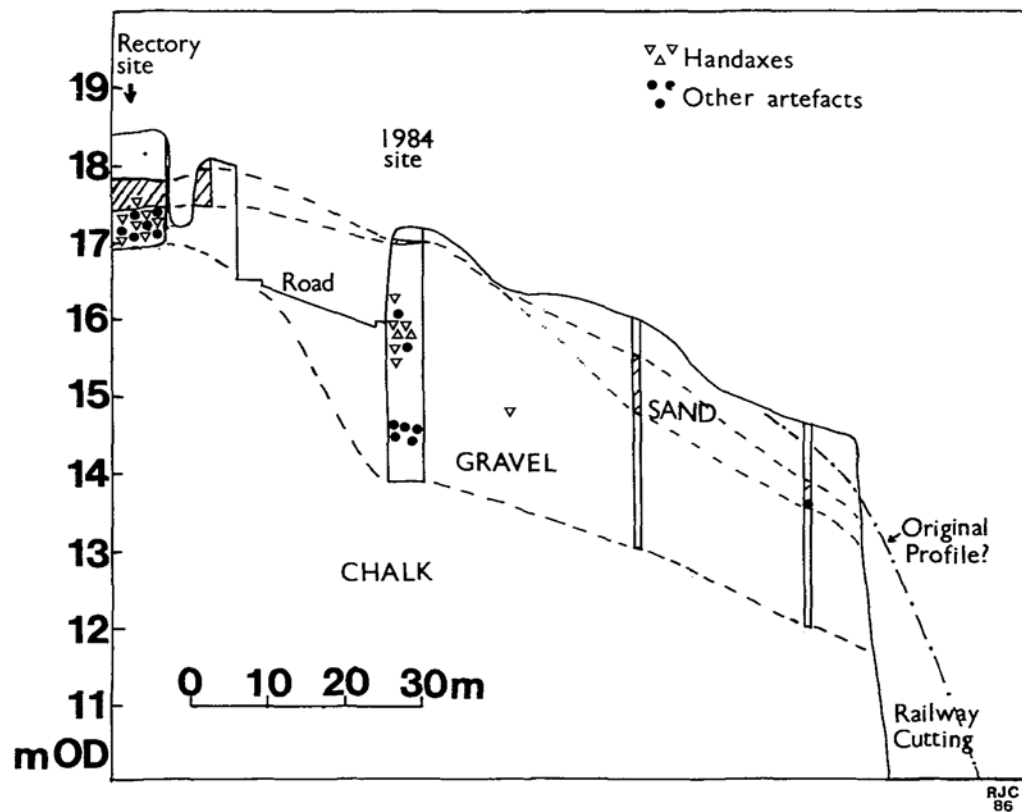 Rectory
site
Handaxes
Other artefacts
19
1984
site
18
17
Road
16
15
SAND
GRAVEL
14
Original
Profile?
13
CHALK
12
0 10 20 30m
11
Railway
Cutting
mOD
RJC
86